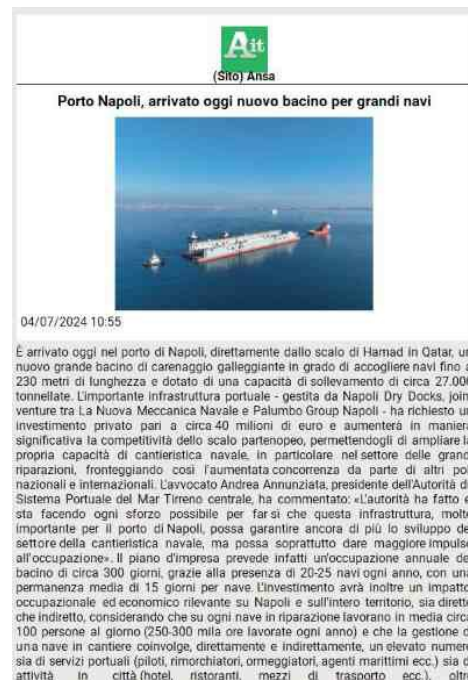 Ait
(Sito) Ansa
Porto Napoli, arrivato oggi nuovo bacino per grandi navi
04/07/2024 10:55
È arrivato oggi nel porto di Napoli, direttamente dallo scalo di Hamad in Qatar, un
nuovo grande bacino di carenaggio galleggiante in grado di accogliere navi fino a
230 metri di lunghezza e dotato di una capacità di sollevamento di circa 27.000
tonnellate. L'importante infrastruttura portuale - gestita da Napoli Dry Docks, join
venture tra La Nuova Meccanica Navale e Palumbo Group Napoli - ha richiesto u
investimento privato pari a circa 40 milioni di euro e aumenterà in maniera
significativa la competitività dello scalo partenopeo, permettendogli di ampliare la
propria capacità di cantieristica navale, in particolare nel settore delle grand
riparazioni, fronteggiando così l'aumentata concorrenza da parte di altri por
nazionali e internazionali. L'avvocato Andrea Annunziata, presidente dell'Autorità d
Sistema Portuale del Mar Tirreno centrale, ha commentato: «L'autorità ha fatto e
sta facendo ogni sforzo possibile per far sì che questa infrastruttura, molto
importante per il porto di Napoli, possa garantire ancora di più lo sviluppo de
settore della cantieristica navale, ma possa soprattutto dare maggiore impulso
all'occupazione». Il piano d'impresa prevede infatti un'occupazione annuale de
bacino di circa 300 giorni, grazie alla presenza di 20-25 navi ogni anno, con una
permanenza media di 15 giorni per nave. L'investimento avrà inoltre un impatto
occupazionale ed economico rilevante su Napoli e sull'intero territorio, sia dirett
che indiretto, considerando che su ogni nave in riparazione lavorano in media circa
100 persone al giorno (250-300 mila ore lavorate ogni anno) e che la gestione d
una nave in cantiere coinvolge, direttamente e indirettamente, un elevato numero
sia di servizi portuali (piloti, rimorchiatori, ormeggiatori, agenti marittimi ecc.) sia d
attività in città (hotel, ristoranti, mezzi di trasporto ecc.), oltre